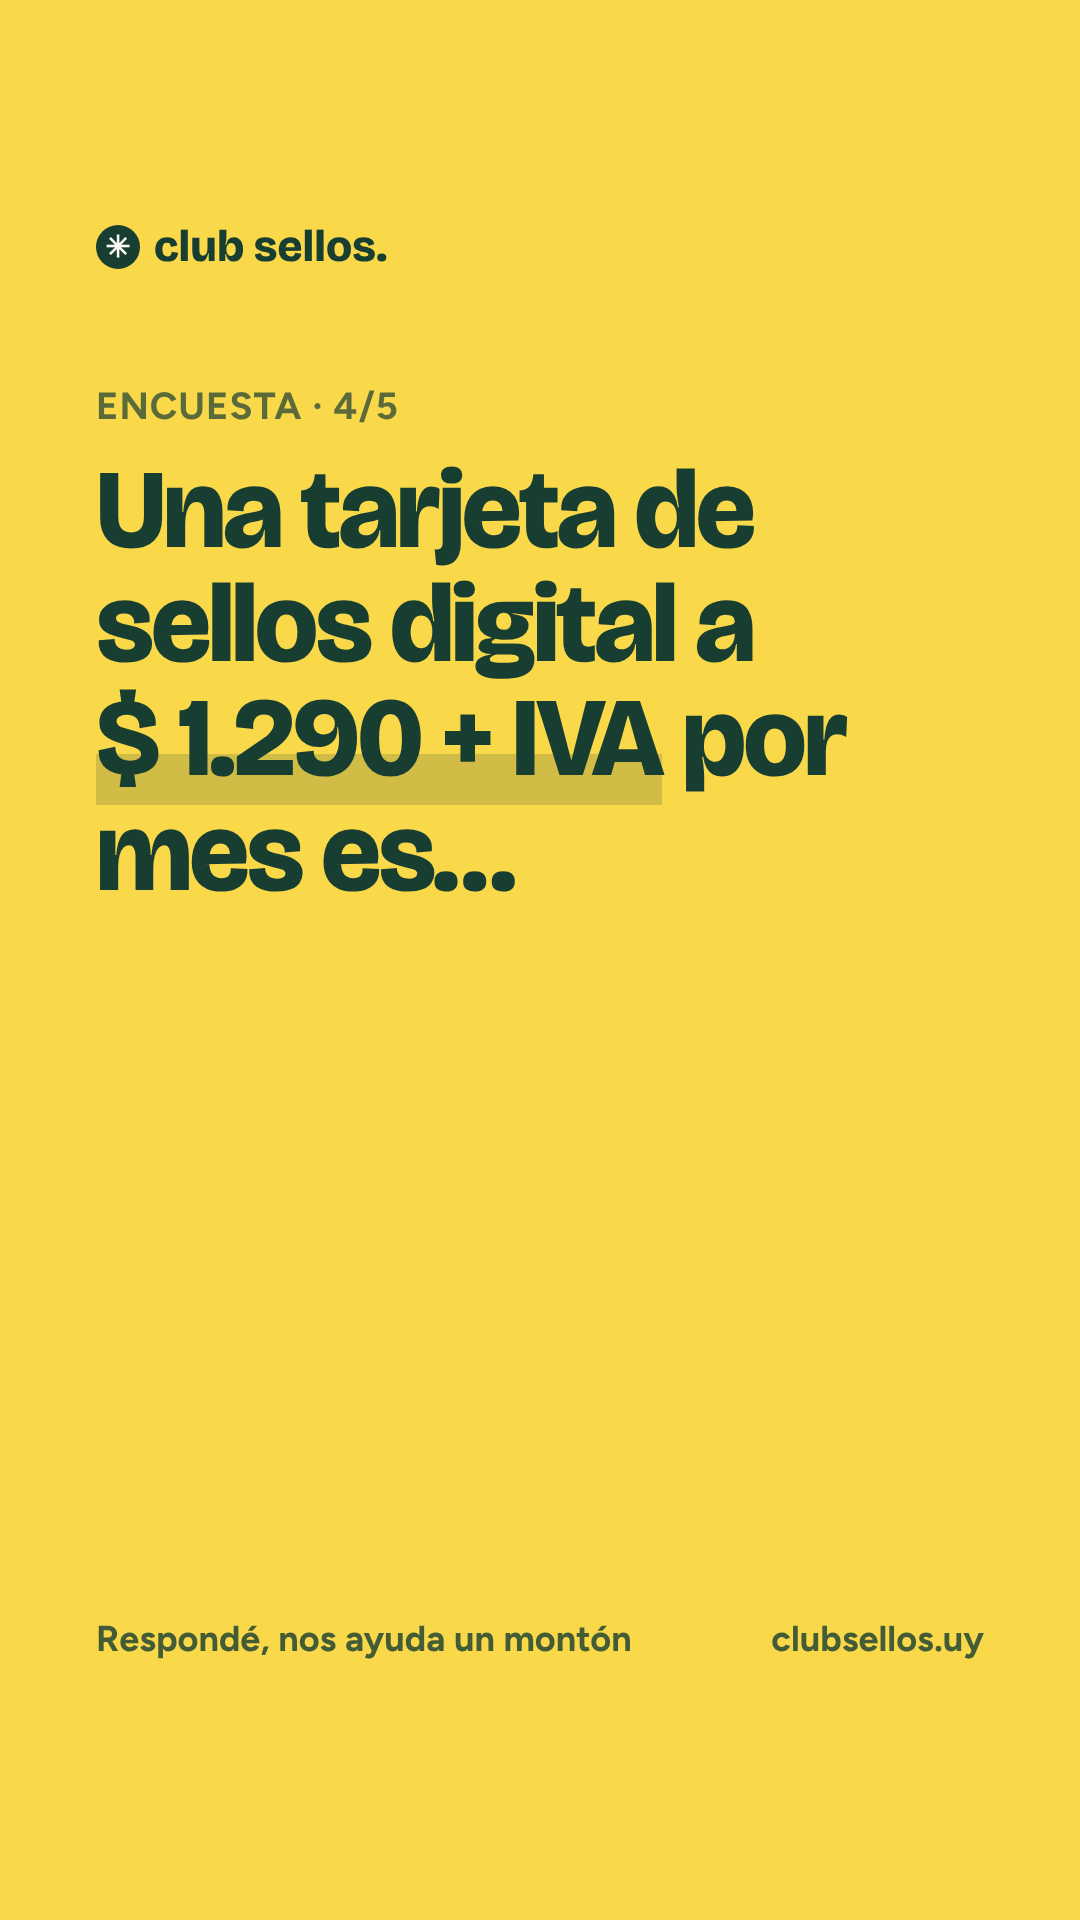 club sellos.
ENCUESTA · 4/5
Una tarjeta de
sellos digital a
$ 1.290 + IVA por
mes es...
Respondé, nos ayuda un montón
clubsellos.uy